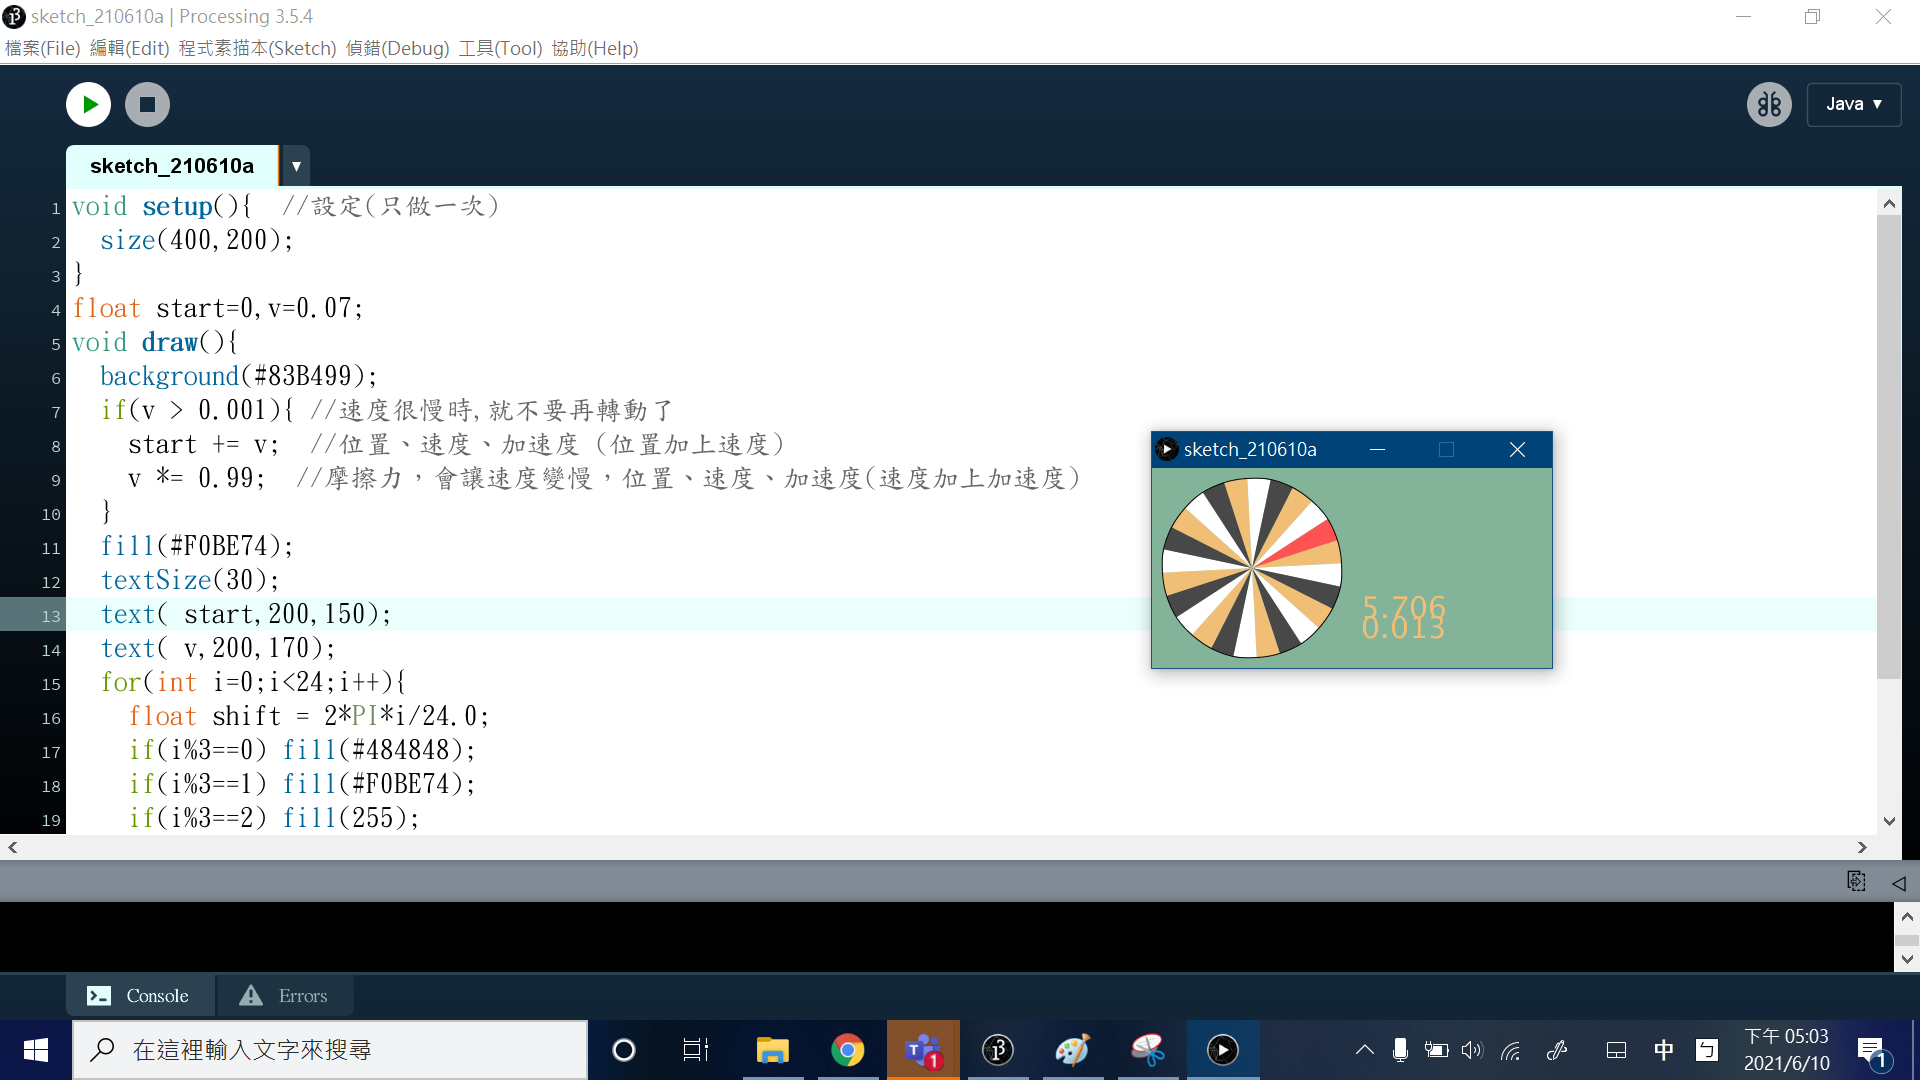 sketch_210610a | Processing 3.5.4
檔案(File) 編輯(Edit) 程式素描本(Sketch) 偵錯(Debug) 工具(Tool) 協助(Help)
Java ▼
sketch_210610a ▼
1 void setup(){  //設定(只做一次)
2   size(400,200);
3 }
4 float start=0,v=0.07;
5 void draw(){
6   background(#83B499);
7   if(v > 0.001){ //速度很慢時,就不要再轉動了
8     start += v;  //位置、速度、加速度 (位置加上速度)
9     v *= 0.99;  //摩擦力，會讓速度變慢，位置、速度、加速度(速度加上加速度)
10   }
11   fill(#F0BE74);
12   textSize(30);
13   text( start,200,150);
14   text( v,200,170);
15   for(int i=0;i<24;i++){
16     float shift = 2*PI*i/24.0;
17     if(i%3==0) fill(#484848);
18     if(i%3==1) fill(#F0BE74);
19     if(i%3==2) fill(255);
sketch_210610a
5.706
0.013
Console
Errors
在這裡輸入文字來搜尋
1
中
下午 05:03
2021/6/10
1